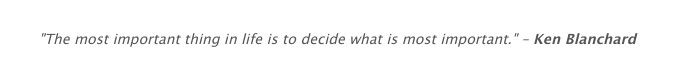 "The most important thing in life is to decide what is most important." – Ken Blanchard